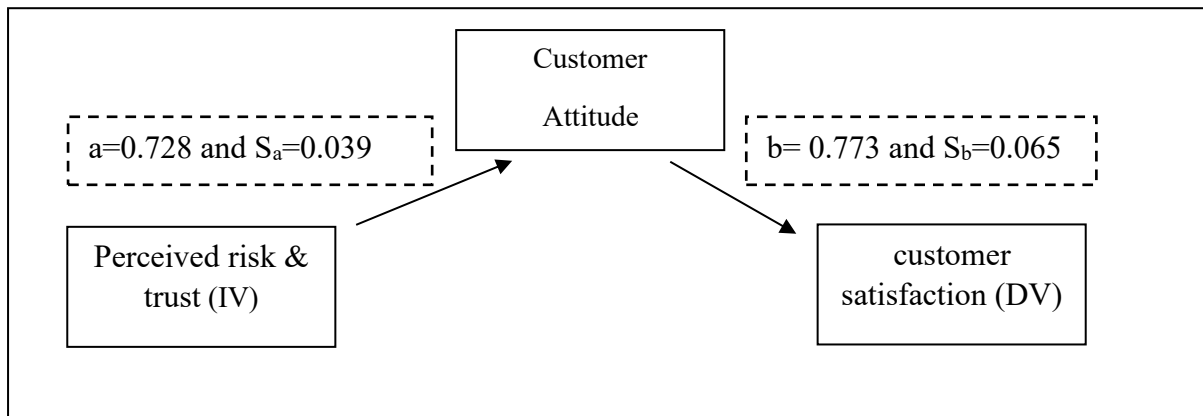 Customer
Attitude
a=0.728 and Sa=0.039
b= 0.773 and Sb=0.065
Perceived risk &
trust (IV)
customer
satisfaction (DV)